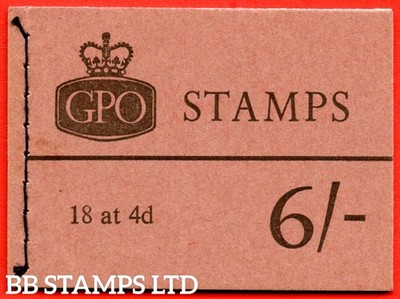 GPO
STAMPS
18 at 4d
6/-
BB STAMPS LTD